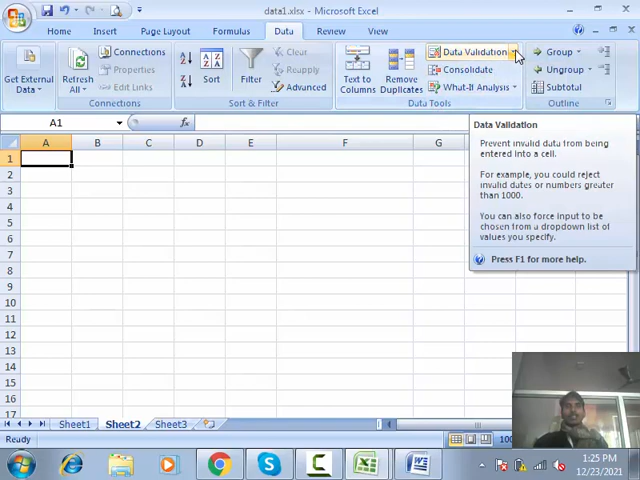 data1.xlsx - Microsoft Excel
Home Insert Page Layout Formulas Data Review View
Get External Data
Refresh All
Connections
Properties
Edit Links
Connections
Sort
Filter
Clear
Reapply
Advanced
Sort & Filter
Text to Columns
Remove Duplicates
Data Validation
Consolidate
What-If Analysis
Data Tools
Group
Ungroup
Subtotal
Outline
A1
fx
Data Validation
Prevent invalid data from being
entered into a cell.
For example, you could reject
invalid dates or numbers greater
than 1000.
You can also force input to be
chosen from a dropdown list of
values you specify.
Press F1 for more help.
A B C D E F G
1
2
3
4
5
6
7
8
9
10
11
12
13
14
15
16
17
Sheet1 Sheet2 Sheet3
Ready
1:25 PM
12/23/2021